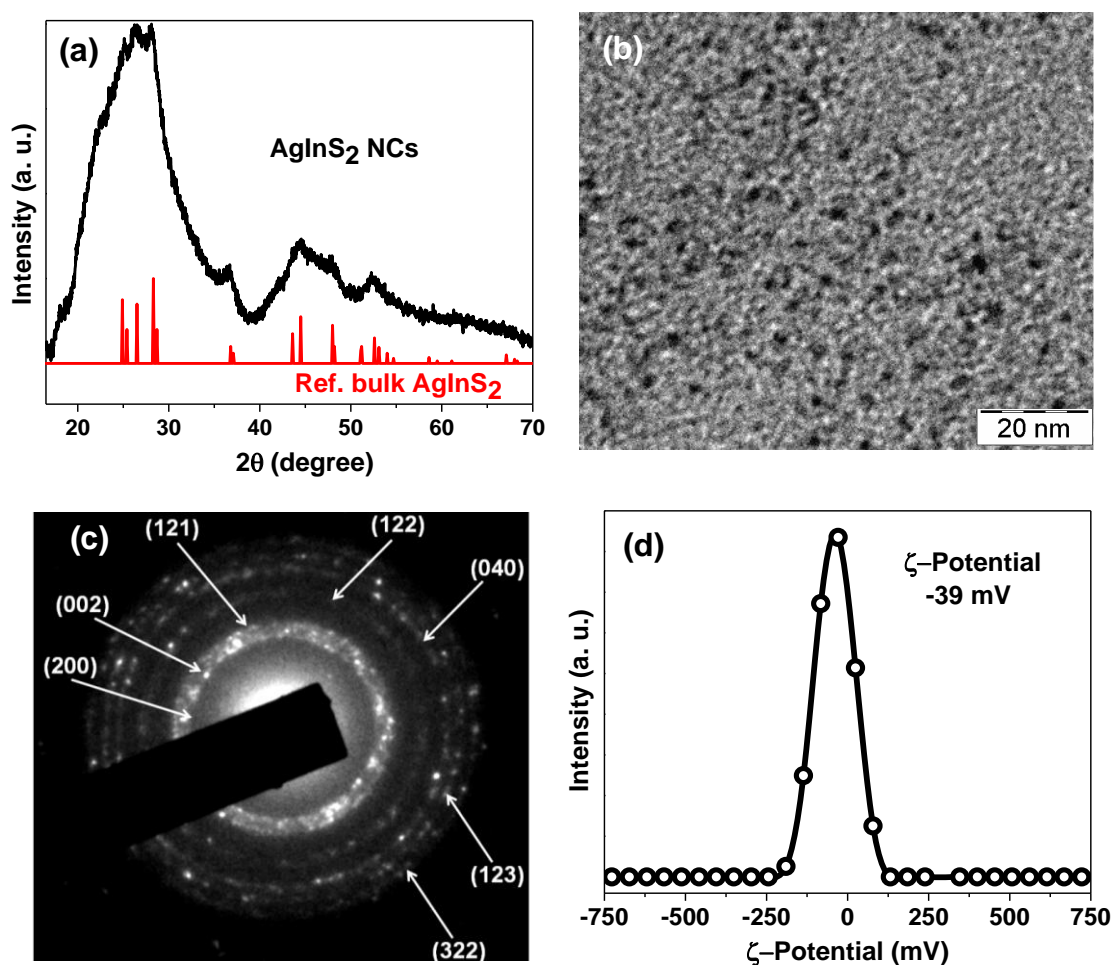 (a)
AgInS2 NCs
Ref. bulk AgInS2
Intensity (a. u.)
20 30 40 50 60 70
2θ (degree)
(b)
20 nm
(c)
(121)
(122)
(002)
(040)
(200)
(123)
(322)
(d)
ζ–Potential
-39 mV
Intensity (a. u.)
-750 -500 -250 0 250 500 750
ζ–Potential (mV)